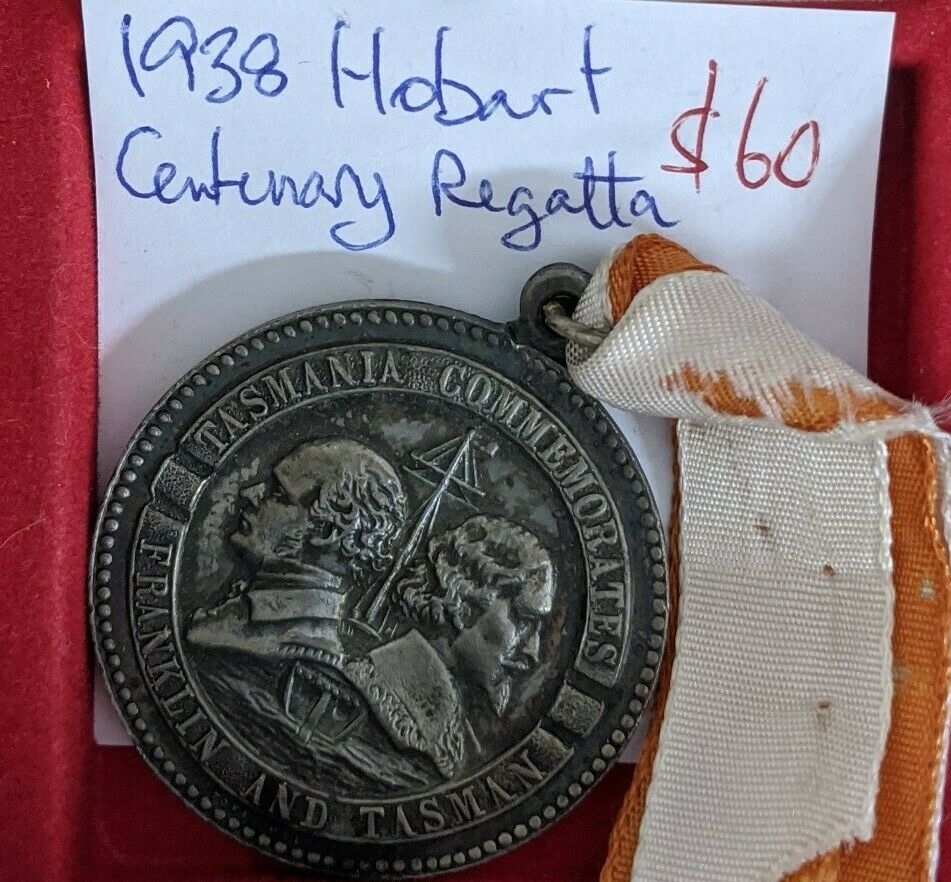 1938 Hobart
Centenary Regatta
$60
TASMANIA COMMEMORATES
FRANKLIN AND TASMAN